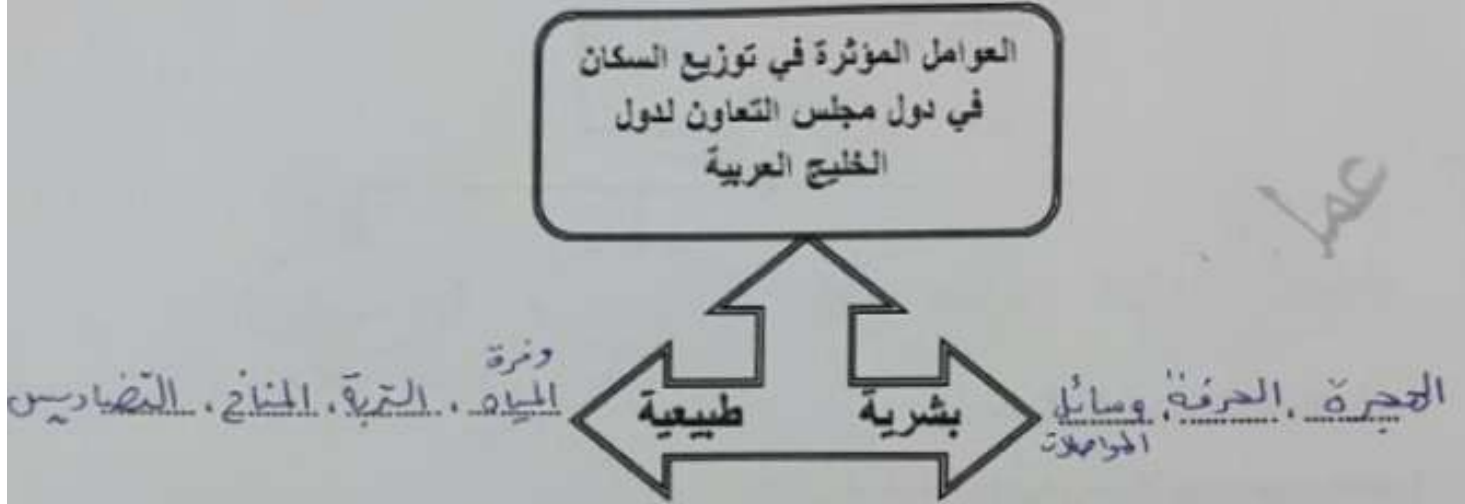 العوامل المؤثرة في توزيع السكان
في دول مجلس التعاون لدول
الخليج العربية
عما
بشرية
الهجرة . الحرفة . وسائل
المواصلات
طبيعية
وفرة
المياه . التربة . المناخ . التضاريس